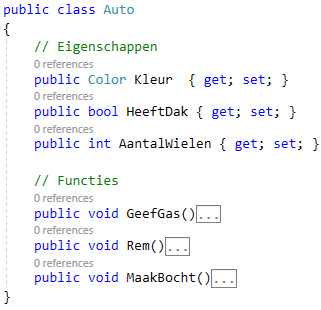 public class Auto
{
// Eigenschappen
0 references
public Color Kleur { get; set; }
0 references
public bool HeeftDak { get; set; }
0 references
public int AantalWielen { get; set; }
// Functies
0 references
public void GeefGas()...
0 references
public void Rem()...
0 references
public void MaakBocht()...
}